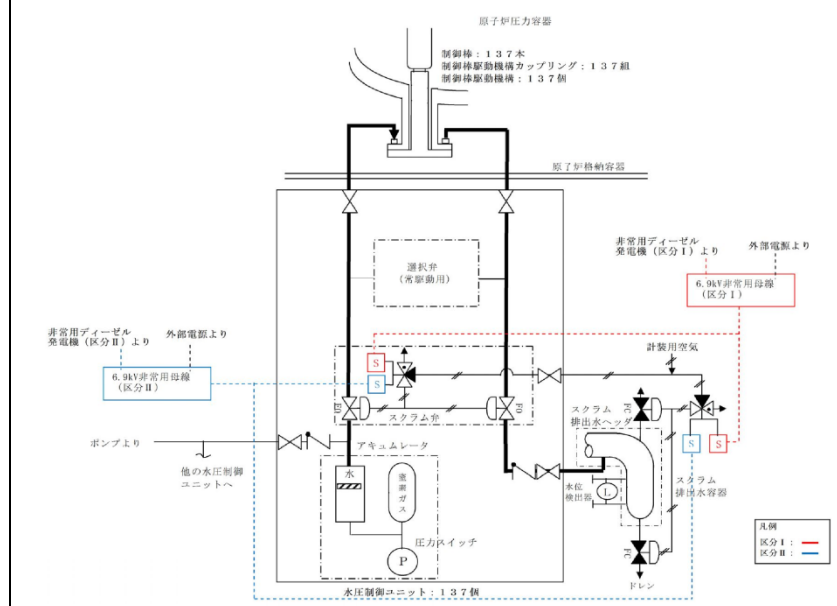 原子炉圧力容器
制御棒：１３７本
制御棒駆動機構カップリング：１３７組
制御棒駆動機構：１３７個
原子炉格納容器
選択弁
（常駆動用）
非常用ディーゼル
発電機（区分Ⅰ）より
外部電源より
6.9kV非常用母線
（区分Ⅰ）
非常用ディーゼル
発電機（区分Ⅱ）より
外部電源より
6.9kV非常用母線
（区分Ⅱ）
S
S
計装用空気
FO
FO
スクラム弁
スクラム
排出水ヘッダ
FC
S
S
ポンプより
他の水圧制御
ユニットへ
アキュムレータ
水
窒素ガス
圧力スイッチ
P
水位
検出器
L
スクラム
排出水容器
FC
ドレン
水圧制御ユニット：１３７個
凡例
区分Ⅰ：
区分Ⅱ：